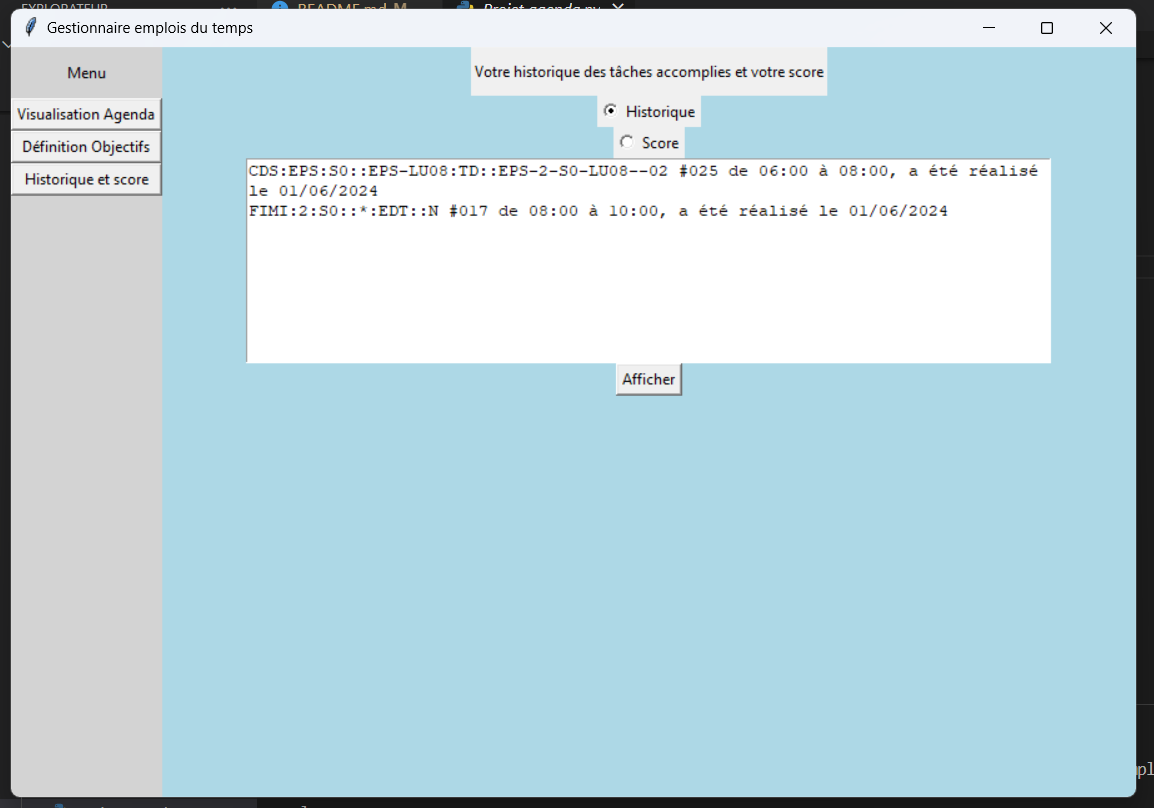 EXPLORATEUR
README.md M
Projet agenda.py
Gestionnaire emplois du temps
Menu
Visualisation Agenda
Définition Objectifs
Historique et score
Votre historique des tâches accomplies et votre score
Historique
Score
CDS:EPS:S0::EPS-LU08:TD::EPS-2-S0-LU08--02 #025 de 06:00 à 08:00, a été réalisé
le 01/06/2024
FIMI:2:S0::*:EDT::N #017 de 08:00 à 10:00, a été réalisé le 01/06/2024
Afficher